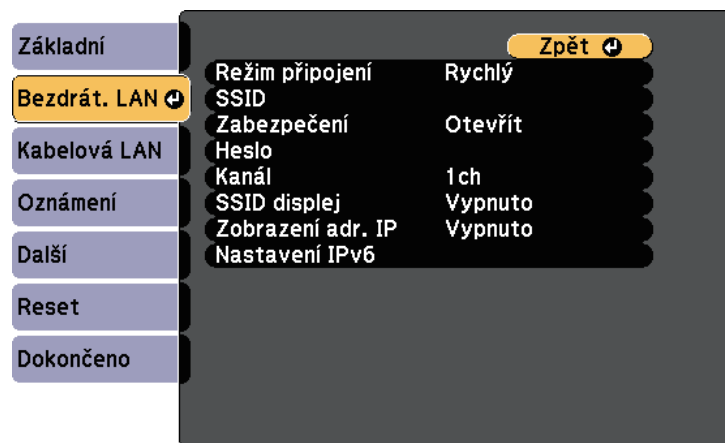 Základní
Bezdrát. LAN
Kabelová LAN
Oznámení
Další
Reset
Dokončeno
Zpět
Režim připojení Rychlý
SSID
Zabezpečení Otevřít
Heslo
Kanál 1ch
SSID displej Vypnuto
Zobrazení adr. IP Vypnuto
Nastavení IPv6